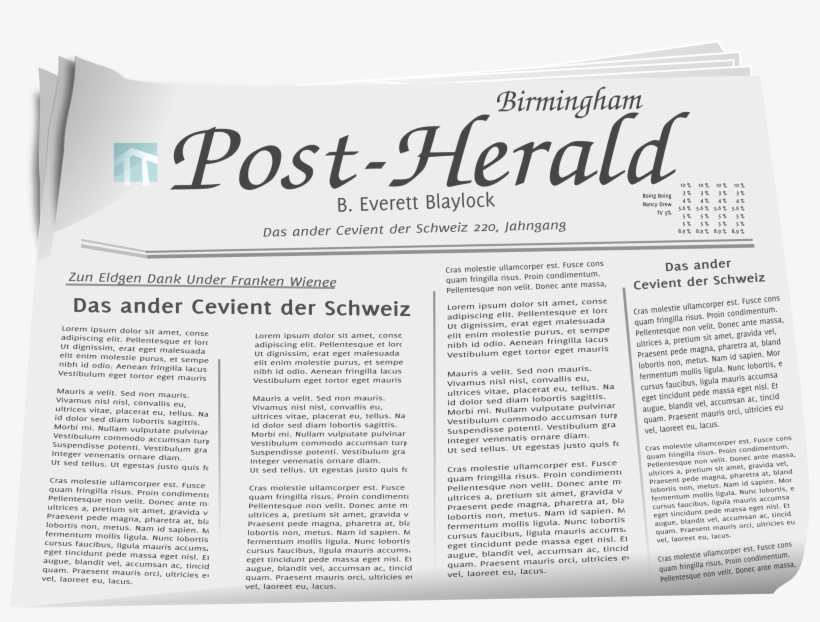 Birmingham
Post-Herald
B. Everett Blaylock
Das ander Cevient der Schweiz 220, Jahngang
10 % 10 % 10 % 10 %
Boing Boing 3 % 3 % 3 % 3 %
Nancy Drew 4 % 4 % 4 % 4 %
TV 3% 5.6 % 5.6 % 5.6 % 5.6 %
5 % 5 % 5 % 5 %
5 % 5 % 5 % 5 %
8.9 % 8.9 % 8.9 % 8.9 %
Zun Eldgen Dank Under Franken Wienee
Das ander Cevient der Schweiz
Lorem ipsum dolor sit amet, conse
adipiscing elit. Pellentesque et lorc
Ut dignissim, erat eget malesuada
elit enim molestie purus, et sempe
nibh id odio. Aenean fringilla lacus
Vestibulum eget tortor eget mauris
Mauris a velit. Sed non mauris.
Vivamus nisl nisl, convallis eu,
ultrices vitae, placerat eu, tellus. Na
id dolor sed diam lobortis sagittis.
Morbi mi. Nullam vulputate pulvinar
Vestibulum commodo accumsan turp
Suspendisse potenti. Vestibulum gra
Integer venenatis ornare diam.
Ut sed tellus. Ut egestas justo quis fc
Cras molestie ullamcorper est. Fusce
quam fringilla risus. Proin condimentu
Pellentesque non velit. Donec ante m
ultrices a, pretium sit amet, gravida v
Praesent pede magna, pharetra at, bla
lobortis non, metus. Nam id sapien. M
fermentum mollis ligula. Nunc lobortis
cursus faucibus, ligula mauris accums
eget tincidunt pede massa eget nisl. Et
augue, blandit vel, accumsan ac, tincid
quam. Praesent mauris orci, ultricies e
vel, laoreet eu, lacus.
Lorem ipsum dolor sit amet, conse
adipiscing elit. Pellentesque et lorc
Ut dignissim, erat eget malesuada
elit enim molestie purus, et sempe
nibh id odio. Aenean fringilla lacus
Vestibulum eget tortor eget mauris
Mauris a velit. Sed non mauris.
Vivamus nisl nisl, convallis eu,
ultrices vitae, placerat eu, tellus. Na
id dolor sed diam lobortis sagittis.
Morbi mi. Nullam vulputate pulvinar
Vestibulum commodo accumsan turp
Suspendisse potenti. Vestibulum gra
Integer venenatis ornare diam.
Ut sed tellus. Ut egestas justo quis fc
Cras molestie ullamcorper est. Fusce
quam fringilla risus. Proin condimentu
Pellentesque non velit. Donec ante m
ultrices a, pretium sit amet, gravida v
Praesent pede magna, pharetra at, bla
lobortis non, metus. Nam id sapien. M
fermentum mollis ligula. Nunc lobortis
cursus faucibus, ligula mauris accums
eget tincidunt pede massa eget nisl. Et
augue, blandit vel, accumsan ac, tincid
quam. Praesent mauris orci, ultricies e
vel, laoreet eu, lacus.
Cras molestie ullamcorper est. Fusce cons
quam fringilla risus. Proin condimentum.
Pellentesque non velit. Donec ante massa,
Lorem ipsum dolor sit amet, conse
adipiscing elit. Pellentesque et lorc
Ut dignissim, erat eget malesuada
elit enim molestie purus, et sempe
nibh id odio. Aenean fringilla lacus
Vestibulum eget tortor eget mauris
Mauris a velit. Sed non mauris.
Vivamus nisl nisl, convallis eu,
ultrices vitae, placerat eu, tellus. Na
id dolor sed diam lobortis sagittis.
Morbi mi. Nullam vulputate pulvinar
Vestibulum commodo accumsan turp
Suspendisse potenti. Vestibulum gra
Integer venenatis ornare diam.
Ut sed tellus. Ut egestas justo quis fc
Cras molestie ullamcorper est. Fusce
quam fringilla risus. Proin condimentu
Pellentesque non velit. Donec ante m
ultrices a, pretium sit amet, gravida v
Praesent pede magna, pharetra at, bla
lobortis non, metus. Nam id sapien. M
fermentum mollis ligula. Nunc lobortis
cursus faucibus, ligula mauris accums
eget tincidunt pede massa eget nisl. Et
augue, blandit vel, accumsan ac, tincid
quam. Praesent mauris orci, ultricies e
vel, laoreet eu, lacus.
Das ander
Cevient der Schweiz
Cras molestie ullamcorper est. Fusce cons
quam fringilla risus. Proin condimentum.
Pellentesque non velit. Donec ante massa,
ultrices a, pretium sit amet, gravida vel,
Praesent pede magna, pharetra at, bland
lobortis non, metus. Nam id sapien. Mor
fermentum mollis ligula. Nunc lobortis, e
cursus faucibus, ligula mauris accumsa
eget tincidunt pede massa eget nisl. Et
augue, blandit vel, accumsan ac, tincid
quam. Praesent mauris orci, ultricies eu
vel, laoreet eu, lacus.
Cras molestie ullamcorper est. Fusce cons
quam fringilla risus. Proin condimentum.
Pellentesque non velit. Donec ante massa,
ultrices a, pretium sit amet, gravida vel,
Praesent pede magna, pharetra at, bland
lobortis non, metus. Nam id sapien. Mor
fermentum mollis ligula. Nunc lobortis, e
cursus faucibus, ligula mauris accumsa
eget tincidunt pede massa eget nisl. Et
augue, blandit vel, accumsan ac, tincid
quam. Praesent mauris orci, ultricies eu
vel, laoreet eu, lacus.
Cras molestie ullamcorper est. Fusce cons
quam fringilla risus. Proin condimentum.
Pellentesque non velit. Donec ante massa,